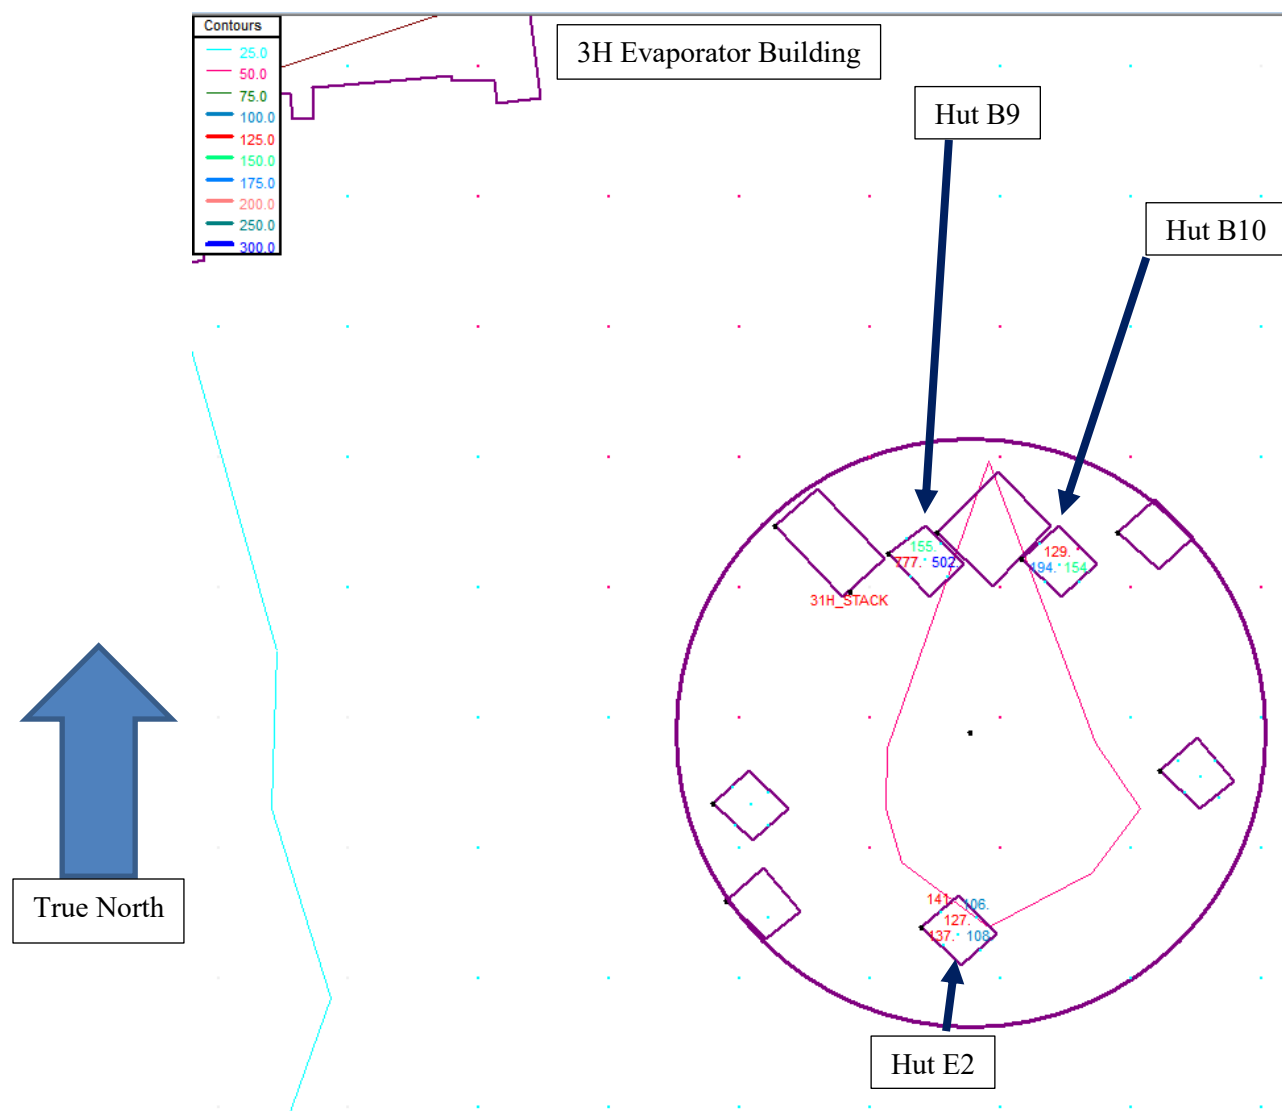 Contours
25.0
50.0
75.0
100.0
125.0
150.0
175.0
200.0
250.0
300.0
3H Evaporator Building
Hut B9
Hut B10
155.
777. 502.
129.
194. 154
31H_STACK
True North
141. 106.
127.
137. 108
Hut E2